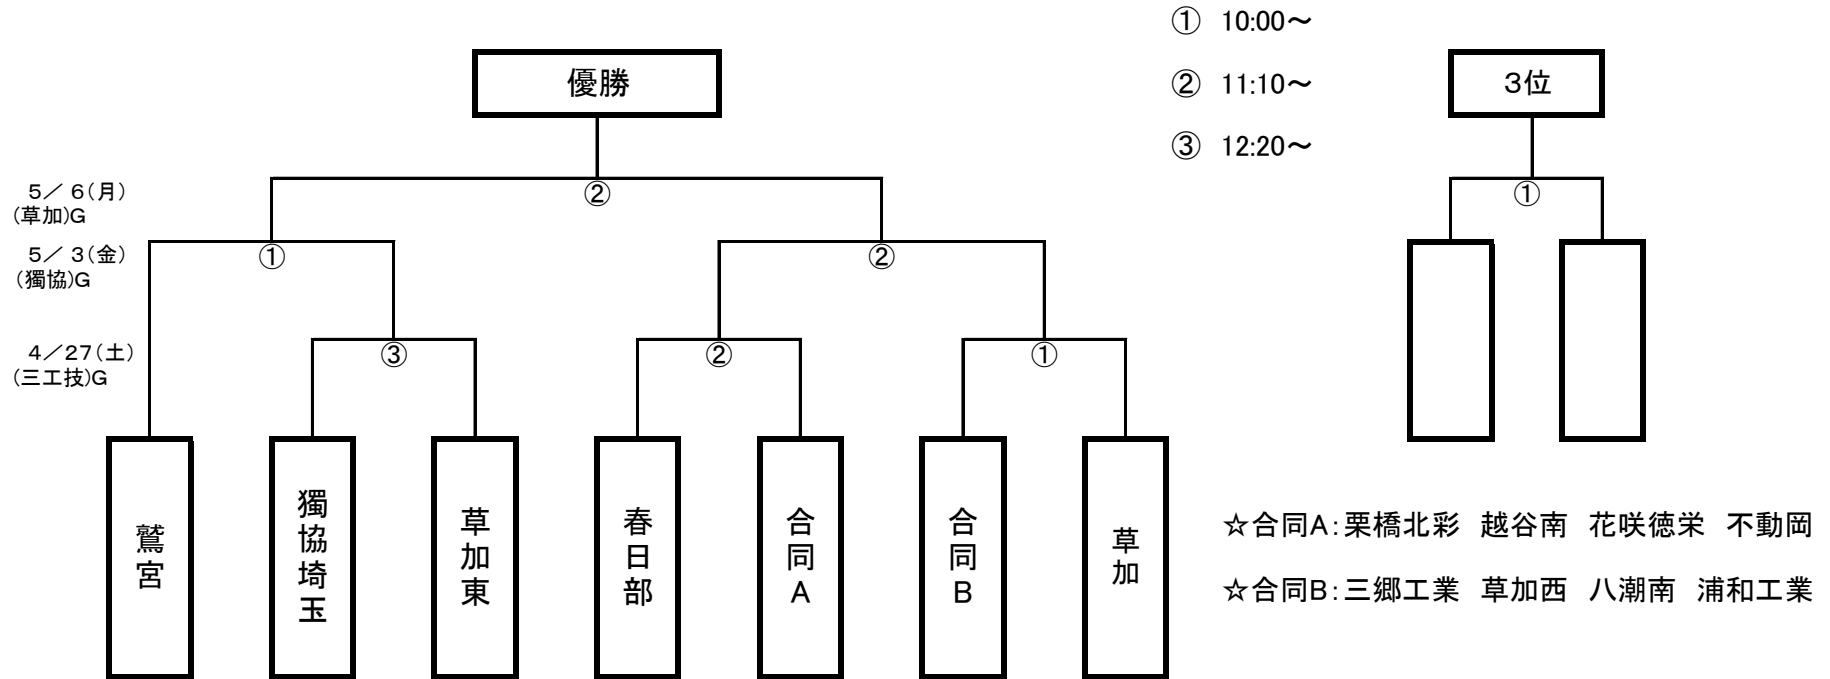 ① 10:00～
優勝
② 11:10～
3位
③ 12:20～
5／ 6(月)
(草加)G
②
①
5／ 3(金)
(獨協)G
①
②
4／27(土)
(三工技)G
③
②
①
鷲宮
獨協埼玉
草加東
春日部
合同A
合同B
草加
☆合同A:栗橋北彩 越谷南 花咲徳栄 不動岡
☆合同B:三郷工業 草加西 八潮南 浦和工業